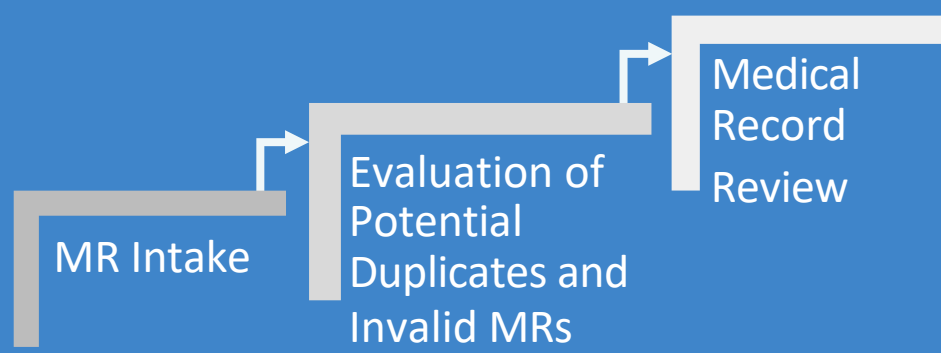 MR Intake
Evaluation of
Potential
Duplicates and
Invalid MRs
Medical
Record
Review